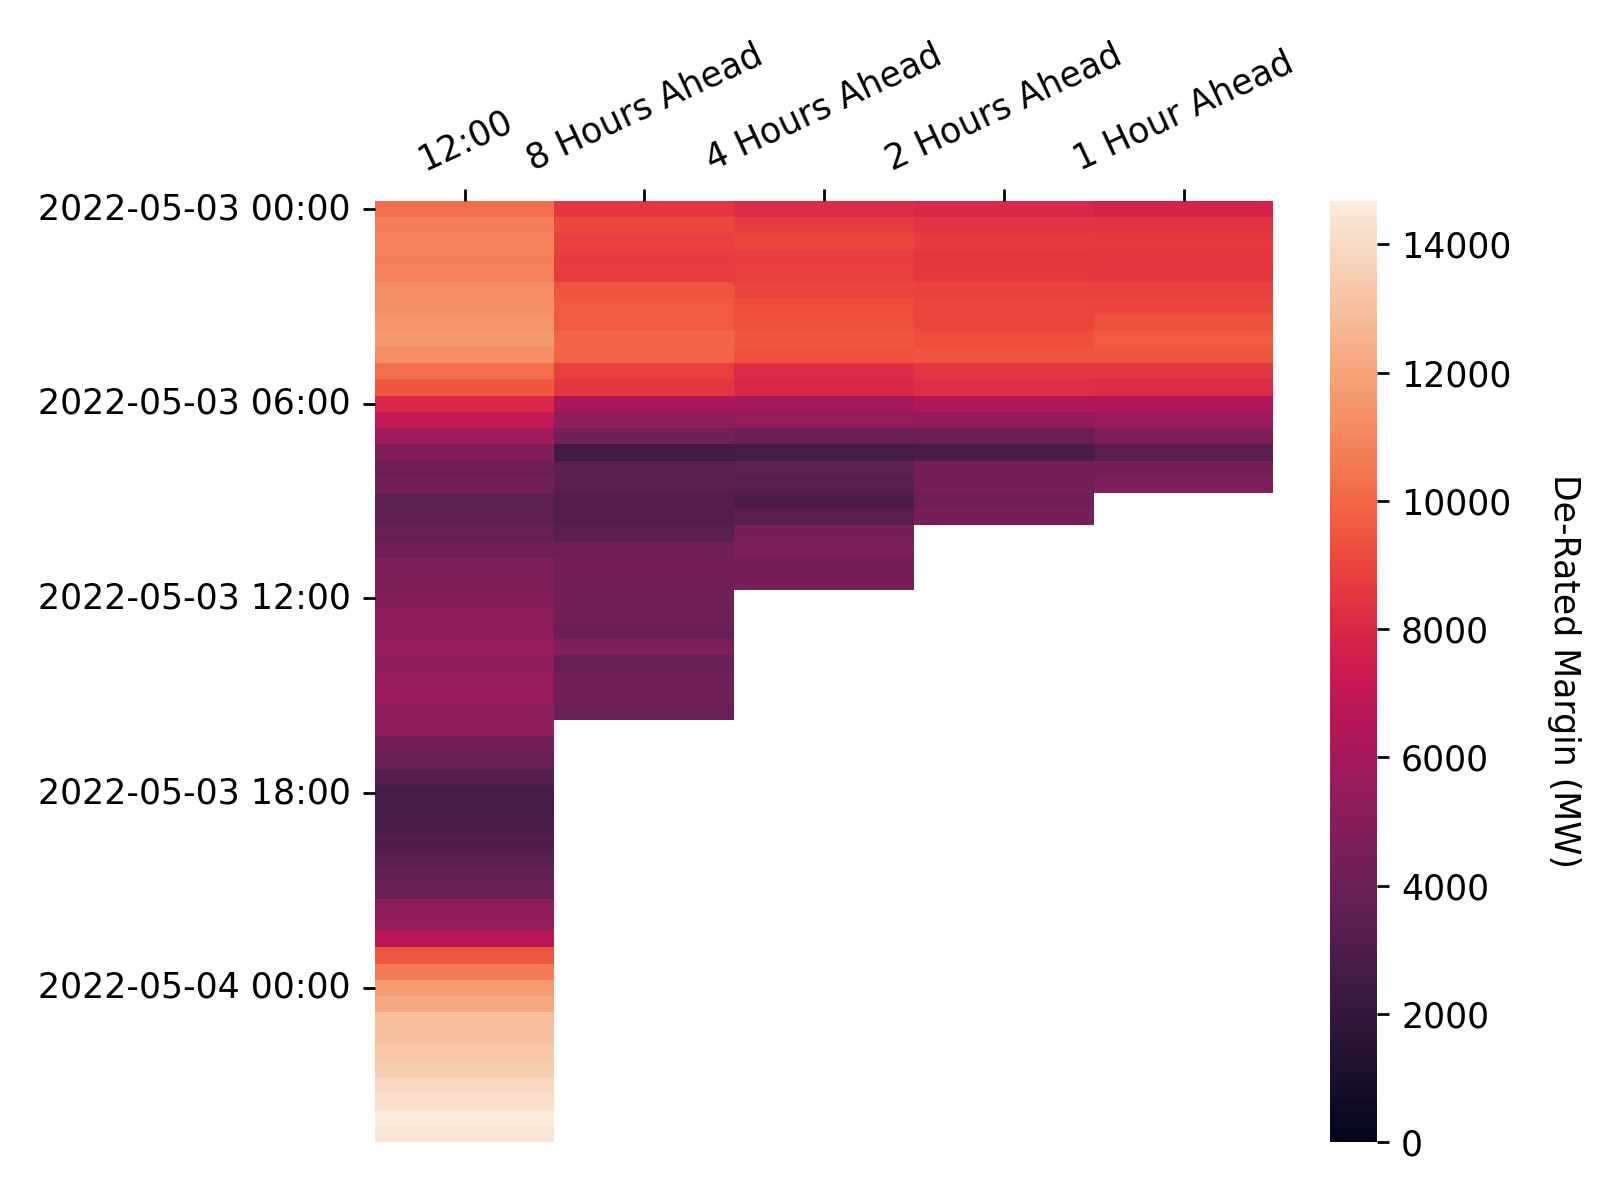 12:00
8 Hours Ahead
4 Hours Ahead
2 Hours Ahead
1 Hour Ahead
2022-05-03 00:00
2022-05-03 06:00
2022-05-03 12:00
2022-05-03 18:00
2022-05-04 00:00
14000
12000
10000
8000
6000
4000
2000
0
De-Rated Margin (MW)